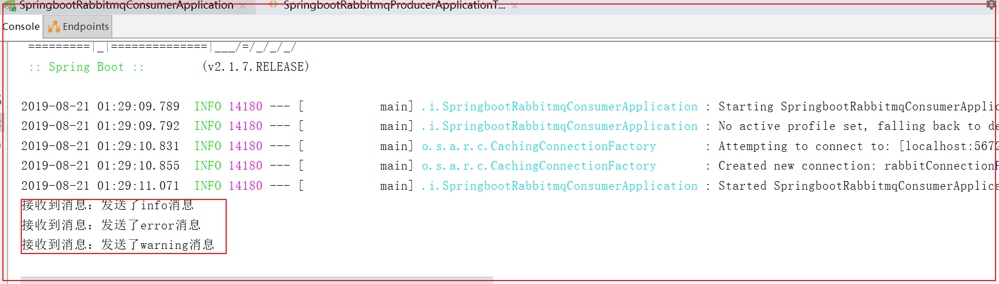 SpringbootRabbitmqConsumerApplication × SpringbootRabbitmqProducerApplicationT... ×
Console Endpoints
=========|_|==============|___/=/_/_/_/
:: Spring Boot ::        (v2.1.7.RELEASE)
2019-08-21 01:29:09.789  INFO 14180 --- [           main] .i.SpringbootRabbitmqConsumerApplication : Starting SpringbootRabbitmqConsumerApplic
2019-08-21 01:29:09.792  INFO 14180 --- [           main] .i.SpringbootRabbitmqConsumerApplication : No active profile set, falling back to de
2019-08-21 01:29:10.831  INFO 14180 --- [           main] o.s.a.r.c.CachingConnectionFactory       : Attempting to connect to: [localhost:5672
2019-08-21 01:29:10.855  INFO 14180 --- [           main] o.s.a.r.c.CachingConnectionFactory       : Created new connection: rabbitConnectionF
2019-08-21 01:29:11.071  INFO 14180 --- [           main] .i.SpringbootRabbitmqConsumerApplication : Started SpringbootRabbitmqConsumerApplica
接收到消息：发送了info消息
接收到消息：发送了error消息
接收到消息：发送了warning消息